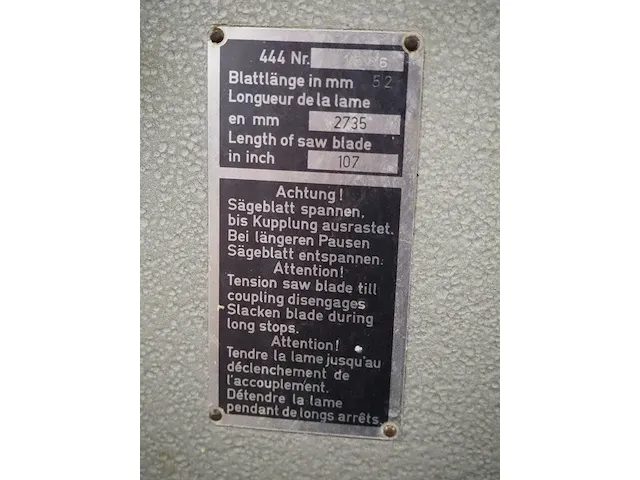 444 Nr.
Blattlänge in mm 52
Longueur de la lame
en mm 2735
Length of saw blade
in inch 107
Achtung!
Sägeblatt spannen,
bis Kupplung ausrastet.
Bei längeren Pausen
Sägeblatt entspannen.
Attention!
Tension saw blade till
coupling disengages
Slacken blade during
long stops.
Attention!
Tendre la lame jusqu'au
déclenchement de
l'accouplement.
Détendre la lame
pendant de longs arrêts.